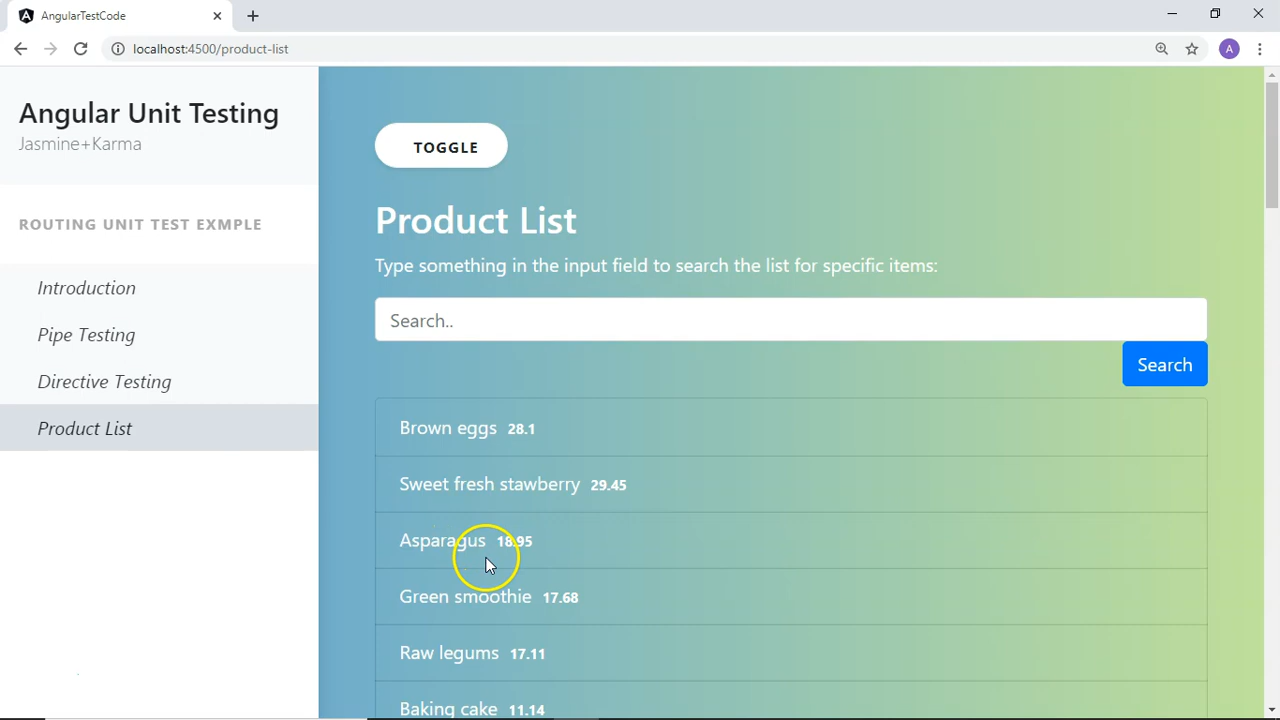 AngularTestCode
localhost:4500/product-list
A
Angular Unit Testing
Jasmine+Karma
ROUTING UNIT TEST EXMPLE
Introduction
Pipe Testing
Directive Testing
Product List
TOGGLE
Product List
Type something in the input field to search the list for specific items:
Search..
Search
Brown eggs 28.1
Sweet fresh stawberry 29.45
Asparagus 18.95
Green smoothie 17.68
Raw legums 17.11
Baking cake 11.14